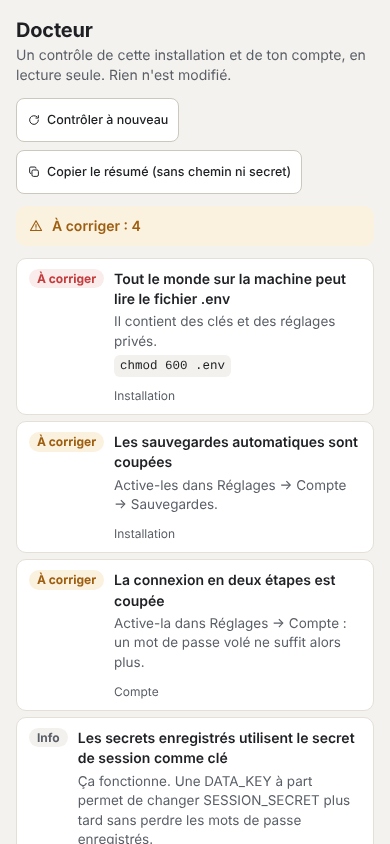 Docteur
Un contrôle de cette installation et de ton compte, en
lecture seule. Rien n'est modifié.
Contrôler à nouveau
Copier le résumé (sans chemin ni secret)
À corriger : 4
À corriger
Tout le monde sur la machine peut
lire le fichier .env
Il contient des clés et des réglages
privés.
chmod 600 .env
Installation
À corriger
Les sauvegardes automatiques sont
coupées
Active-les dans Réglages → Compte
→ Sauvegardes.
Installation
À corriger
La connexion en deux étapes est
coupée
Active-la dans Réglages → Compte :
un mot de passe volé ne suffit alors
plus.
Compte
Info
Les secrets enregistrés utilisent le secret
de session comme clé
Ça fonctionne. Une DATA_KEY à part
permet de changer SESSION_SECRET plus
tard sans perdre les mots de passe
enregistrés.